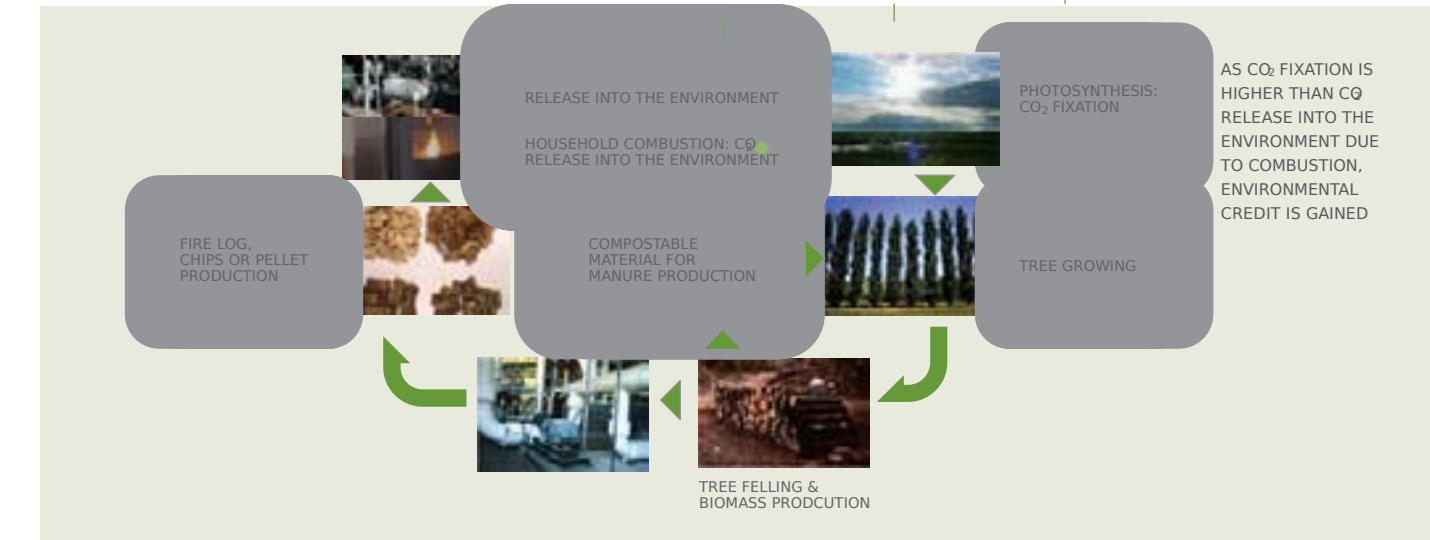 RELEASE INTO THE ENVIRONMENT
HOUSEHOLD COMBUSTION: CO2
RELEASE INTO THE ENVIRONMENT
PHOTOSYNTHESIS:
CO2 FIXATION
AS CO2 FIXATION IS
HIGHER THAN CO2
RELEASE INTO THE
ENVIRONMENT DUE
TO COMBUSTION,
ENVIRONMENTAL
CREDIT IS GAINED
FIRE LOG,
CHIPS OR PELLET
PRODUCTION
COMPOSTABLE
MATERIAL FOR
MANURE PRODUCTION
TREE GROWING
TREE FELLING &
BIOMASS PRODCUTION